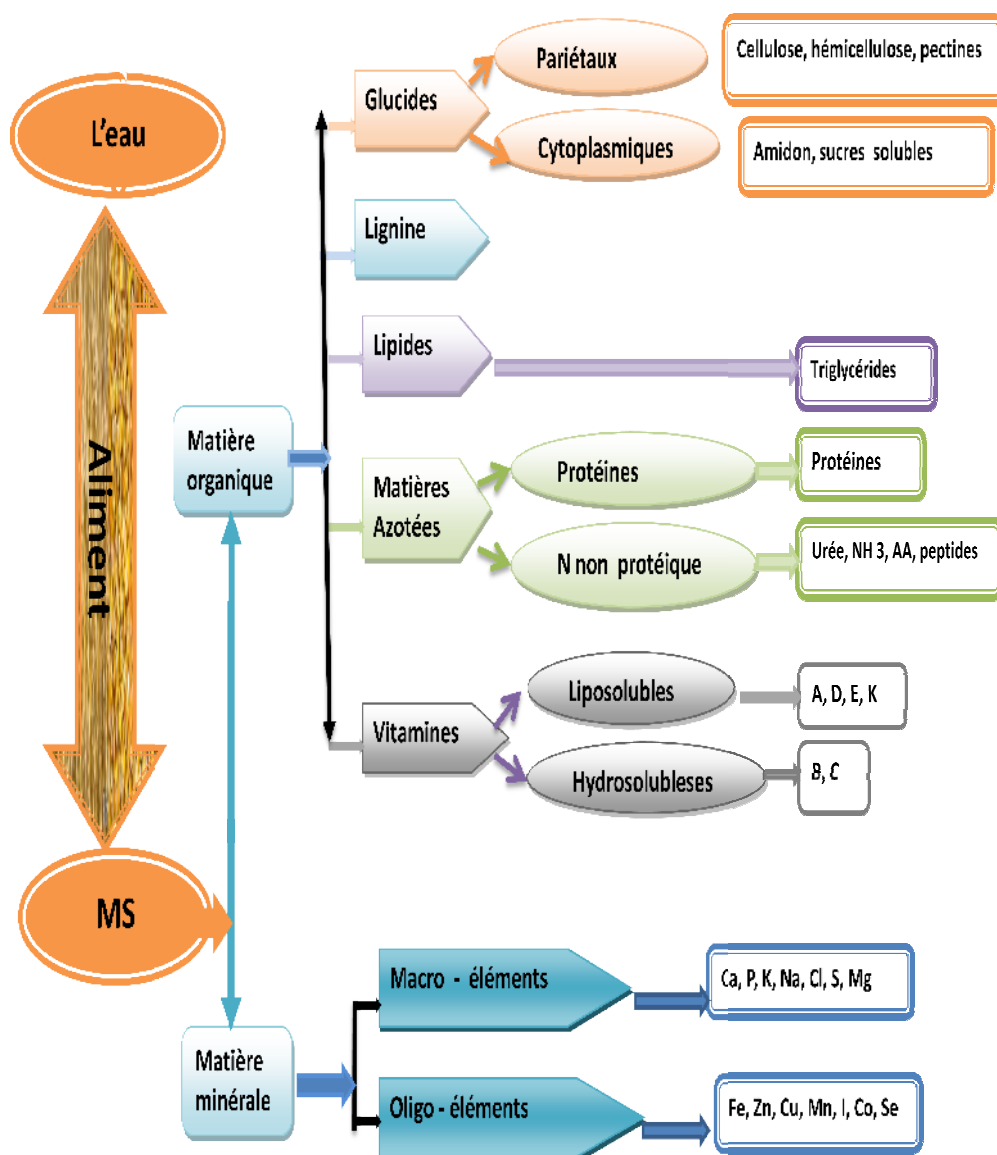 L'eau
Aliment
MS
Matière
organique
Matière
minérale
Glucides
Pariétaux
Cellulose, hémicellulose, pectines
Cytoplasmiques
Amidon, sucres solubles
Lignine
Lipides
Triglycérides
Matières
Azotées
Protéines
Protéines
N non protéique
Urée, NH 3, AA, peptides
Vitamines
Liposolubles
A, D, E, K
Hydrosolubleses
B, C
Macro - éléments
Ca, P, K, Na, Cl, S, Mg
Oligo - éléments
Fe, Zn, Cu, Mn, I, Co, Se